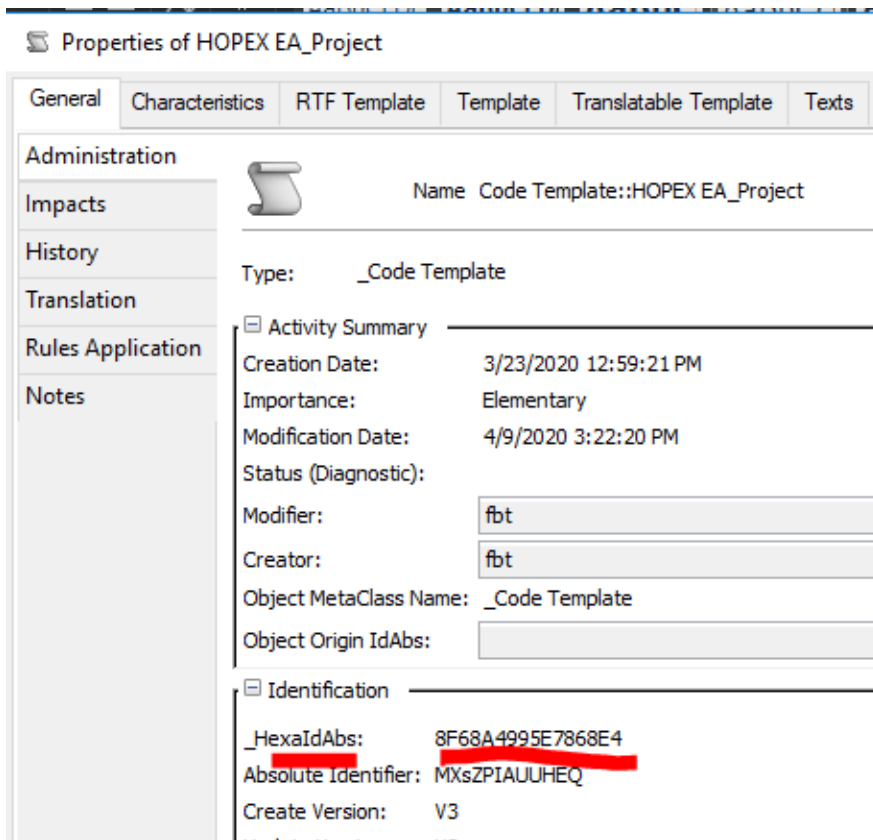 Properties of HOPEX EA_Project
General Characteristics RTF Template Template Translatable Template Texts
Administration
Impacts
History
Translation
Rules Application
Notes
Name Code Template::HOPEX EA_Project
Type: _Code Template
Activity Summary
Creation Date: 3/23/2020 12:59:21 PM
Importance: Elementary
Modification Date: 4/9/2020 3:22:20 PM
Status (Diagnostic):
Modifier: fbt
Creator: fbt
Object MetaClass Name: _Code Template
Object Origin IdAbs:
Identification
_HexaIdAbs: 8F68A4995E7868E4
Absolute Identifier: MXsZPIAUUHEQ
Create Version: V3